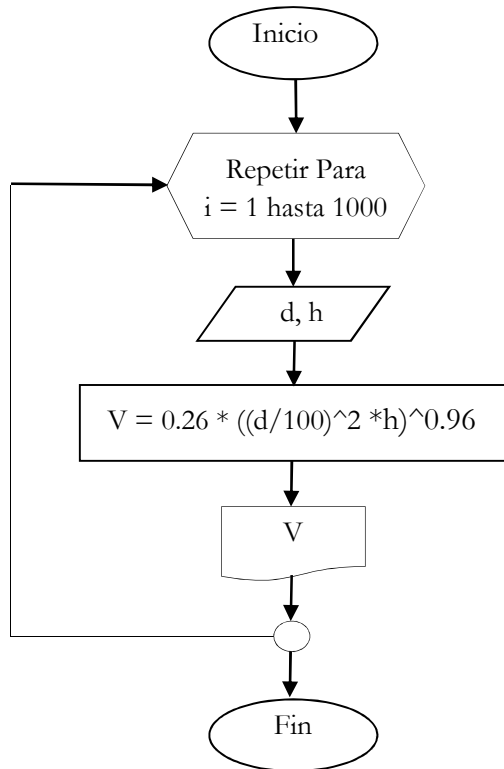 Inicio
Repetir Para
i = 1 hasta 1000
d, h
V = 0.26 * ((d/100)^2 *h)^0.96
V
Fin